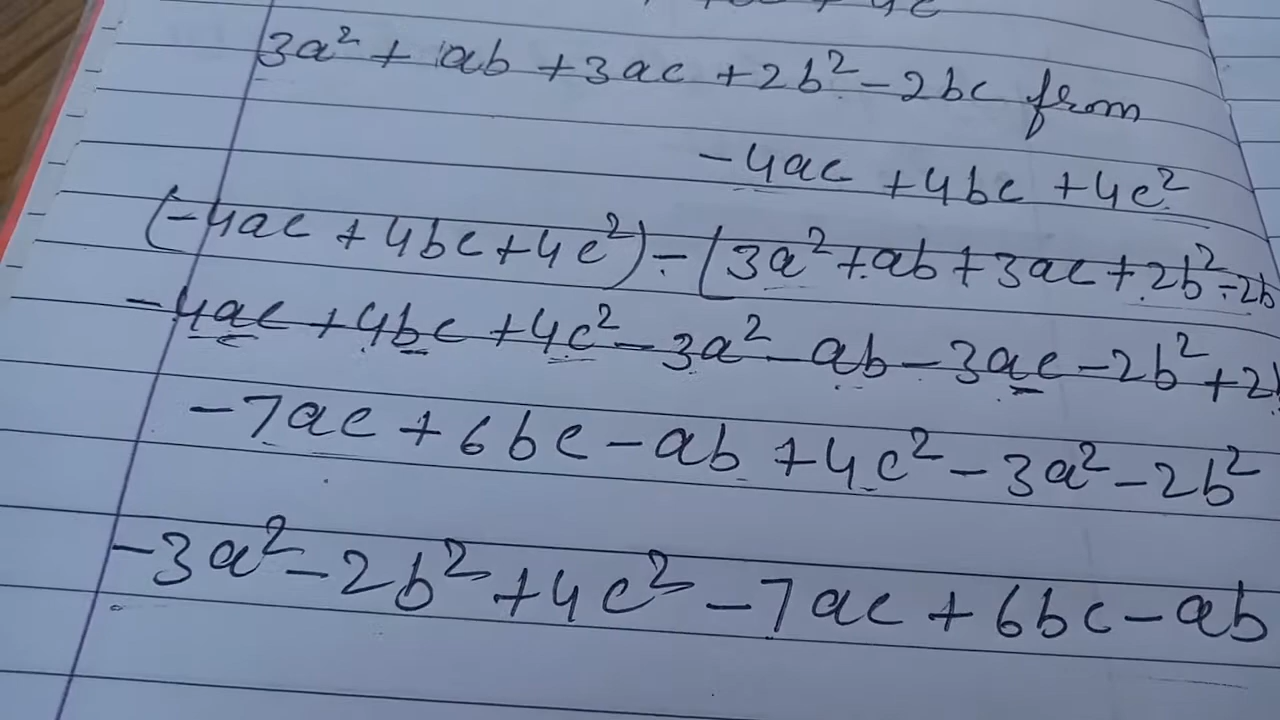 3a² + ab + 3ac + 2b² - 2bc from
-4ac + 4bc + 4c²
(-4ac + 4bc + 4c²) - (3a² + ab + 3ac + 2b² - 2b
-4ac + 4bc + 4c² - 3a² - ab - 3ac - 2b² + 2
-7ac + 6bc - ab + 4c² - 3a² - 2b²
-3a² - 2b² + 4c² - 7ac + 6bc - ab